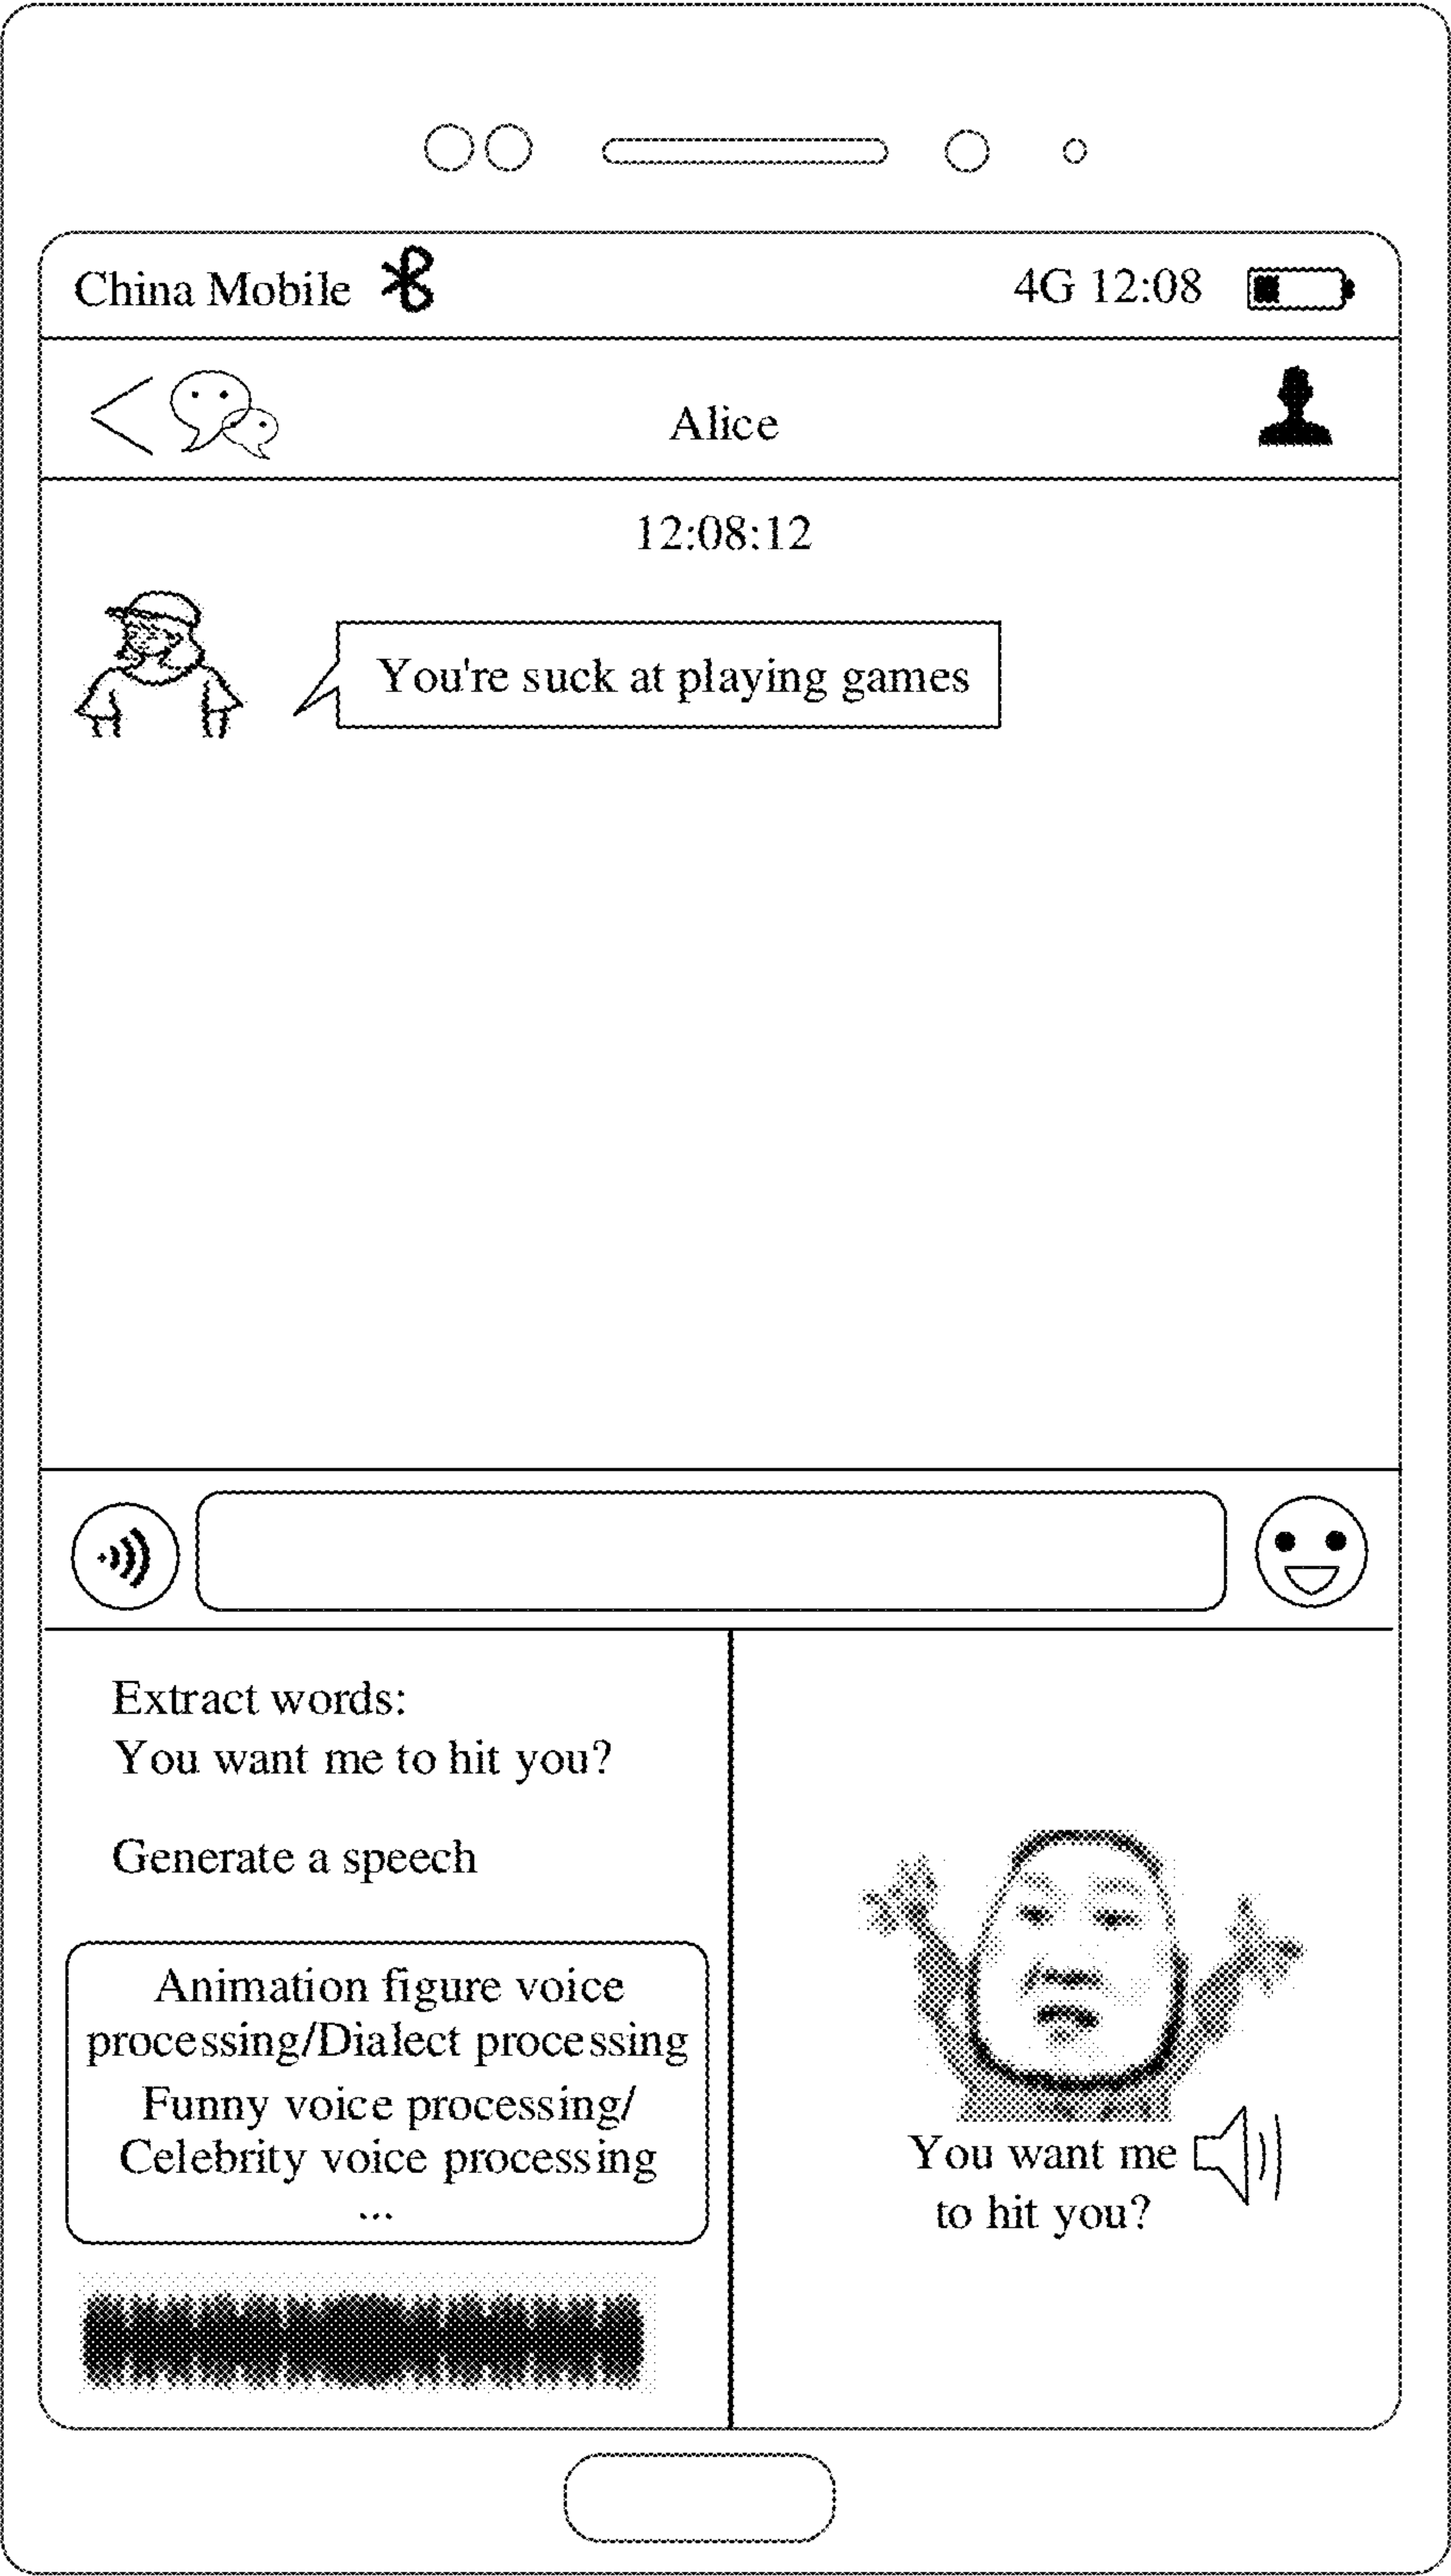 China Mobile 4G 12:08
Alice
12:08:12
You're suck at playing games
Extract words:
You want me to hit you?
Generate a speech
Animation figure voice
processing/Dialect processing
Funny voice processing/
Celebrity voice processing
...
You want me
to hit you?